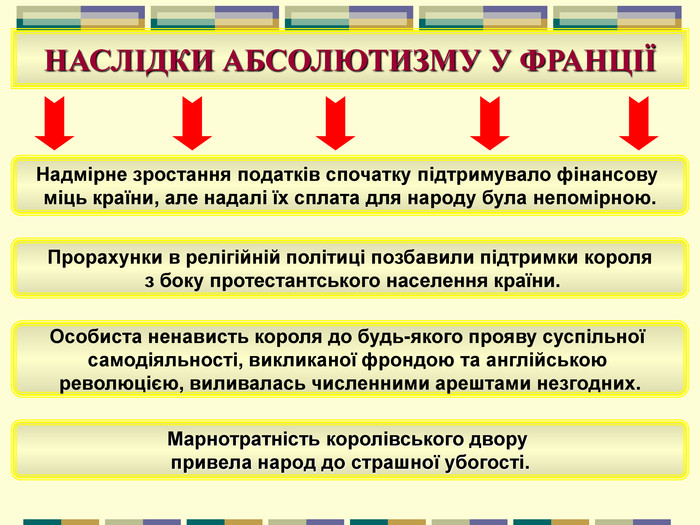 НАСЛІДКИ АБСОЛЮТИЗМУ У ФРАНЦІЇ
Надмірне зростання податків спочатку підтримувало фінансову
міць країни, але надалі їх сплата для народу була непомірною.
Прорахунки в релігійній політиці позбавили підтримки короля
з боку протестантського населення країни.
Особиста ненависть короля до будь-якого прояву суспільної
самодіяльності, викликаної фрондою та англійською
революцією, виливалась численними арештами незгодних.
Марнотратність королівського двору
привела народ до страшної убогості.